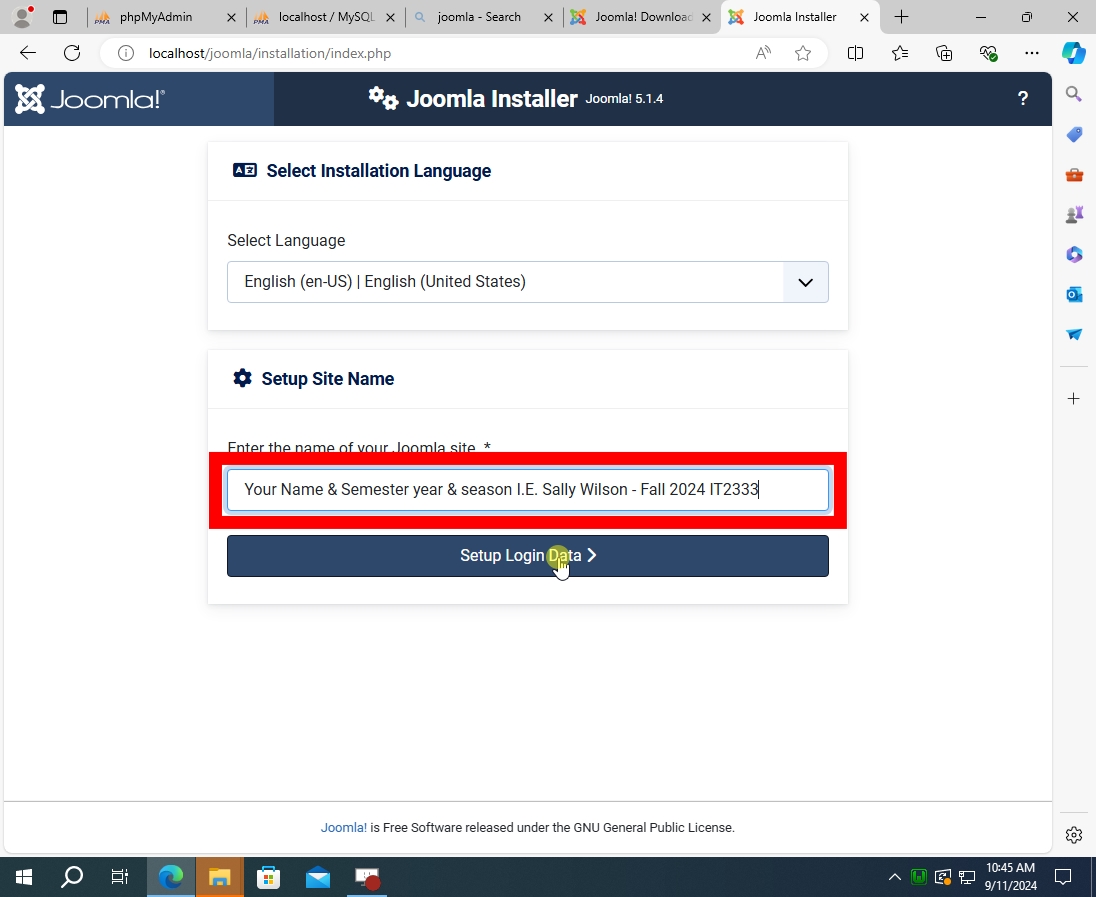 phpMyAdmin
localhost / MySQL
joomla - Search
Joomla! Download
Joomla Installer
localhost/joomla/installation/index.php
Joomla!
Joomla Installer Joomla! 5.1.4
?
Select Installation Language
Select Language
English (en-US) | English (United States)
Setup Site Name
Enter the name of your Joomla site. *
Your Name & Semester year & season I.E. Sally Wilson - Fall 2024 IT2333
Setup Login Data
Joomla! is Free Software released under the GNU General Public License.
10:45 AM
9/11/2024